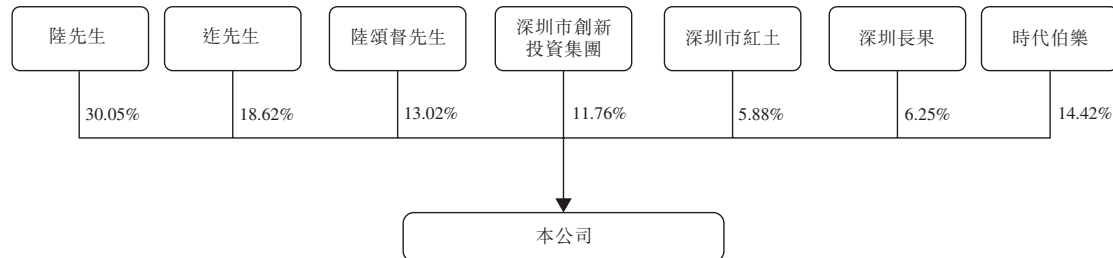 陸先生
迮先生
陸頌督先生
深圳市創新
投資集團
深圳市紅土
深圳長果
時代伯樂
30.05%
18.62%
13.02%
11.76%
5.88%
6.25%
14.42%
本公司